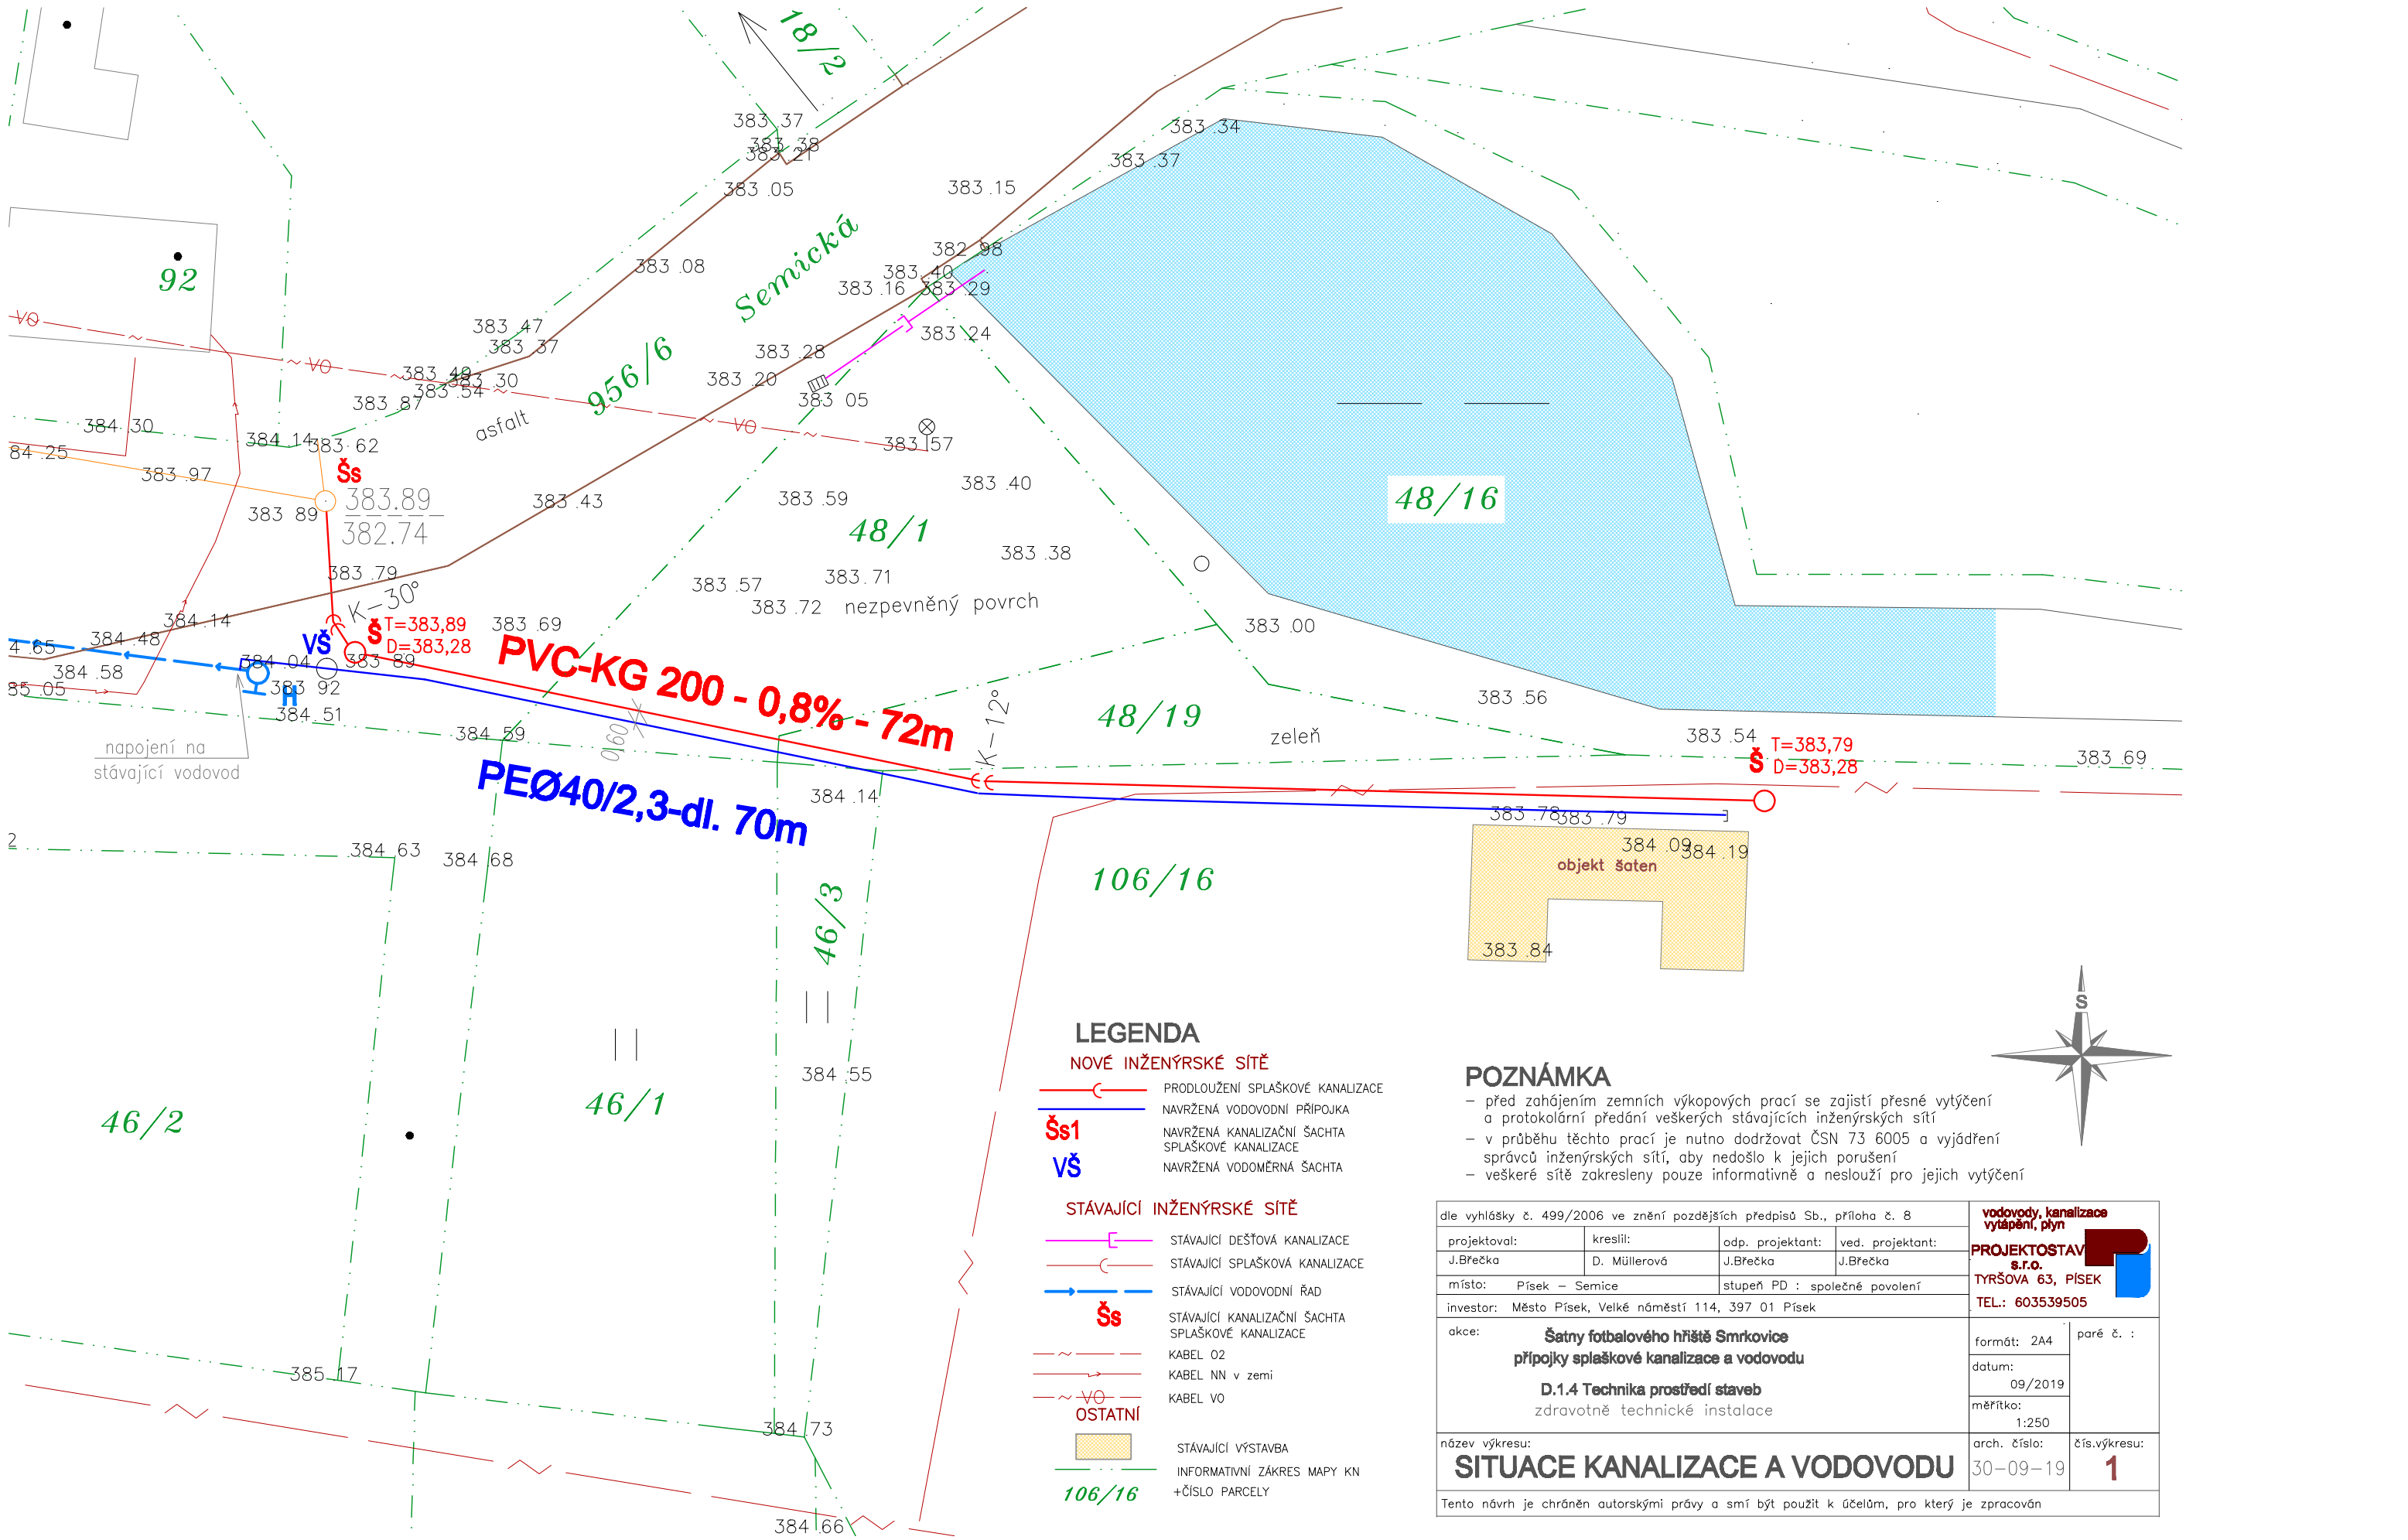 18/2
383 .37
383 .38
383 .21
383 .05
383 .34
383 .37
383 .15
382 .98
383 .40
383 .16
383 .29
383 .08
Semická
92
VO
383 .47
383 .37
VO
383 .24
383 .28
383 .20
383 05
956/6
383 .49
383 .30
383 .54
383 .87
asfalt
384 .30
384 .14
383 62
VO
383 .57
84 .25
383 .97
Šs
383.89
382.74
383 89
383 .43
383 .59
383 .40
48/1
48/16
383 .38
383 .79
K-30°
383 .57
383 .71
383 .72
nezpevněný povrch
384 .14
384 .48
4 .65
VŠ
Š
T=383,89
D=383,28
383 .69
383 .00
384 .58
384 .04
383 .89
85 .05
383 92
H
384 .51
PVC-KG 200 - 0,8% - 72m
0,60
K-12°
48/19
383 .56
zeleň
383 .54
Š
T=383,79
D=383,28
383 .69
384 .59
napojení na
stávající vodovod
PEØ40/2,3-dl. 70m
384 .14
383 .78
383 .79
384 .09
384 .19
objekt šaten
2
384 .63
384 .68
106/16
46/3
383 .84
46/2
46/1
384 .55
385 .17
384 .73
384 .66
S
LEGENDA
NOVÉ INŽENÝRSKÉ SÍTĚ
PRODLOUŽENÍ SPLAŠKOVÉ KANALIZACE
NAVRŽENÁ VODOVODNÍ PŘÍPOJKA
Šs1
NAVRŽENÁ KANALIZAČNÍ ŠACHTA
SPLAŠKOVÉ KANALIZACE
VŠ
NAVRŽENÁ VODOMĚRNÁ ŠACHTA
STÁVAJÍCÍ INŽENÝRSKÉ SÍTĚ
STÁVAJÍCÍ DEŠŤOVÁ KANALIZACE
STÁVAJÍCÍ SPLAŠKOVÁ KANALIZACE
STÁVAJÍCÍ VODOVODNÍ ŘAD
Šs
STÁVAJÍCÍ KANALIZAČNÍ ŠACHTA
SPLAŠKOVÉ KANALIZACE
KABEL O2
KABEL NN v zemi
VO
KABEL VO
OSTATNÍ
STÁVAJÍCÍ VÝSTAVBA
INFORMATIVNÍ ZÁKRES MAPY KN
106/16
+ČÍSLO PARCELY
POZNÁMKA
- před zahájením zemních výkopových prací se zajistí přesné vytýčení
a protokolární předání veškerých stávajících inženýrských sítí
- v průběhu těchto prací je nutno dodržovat ČSN 73 6005 a vyjádření
správců inženýrských sítí, aby nedošlo k jejich porušení
- veškeré sítě zakresleny pouze informativně a neslouží pro jejich vytýčení
dle vyhlášky č. 499/2006 ve znění pozdějších předpisů Sb., příloha č. 8
projektoval:
kreslil:
odp. projektant:
ved. projektant:
J.Břečka
D. Müllerová
J.Břečka
J.Břečka
místo: Písek - Semice
stupeň PD : společné povolení
investor: Město Písek, Velké náměstí 114, 397 01 Písek
vodovody, kanalizace
vytápění, plyn
PROJEKTOSTAV
s.r.o.
TYRŠOVA 63, PÍSEK
TEL.: 603539505
akce:
Šatny fotbalového hřiště Smrkovice
přípojky splaškové kanalizace a vodovodu
D.1.4 Technika prostředí staveb
zdravotně technické instalace
formát: 2A4
paré č. :
datum:
09/2019
měřítko:
1:250
název výkresu:
SITUACE KANALIZACE A VODOVODU
arch. číslo:
30-09-19
čís.výkresu:
1
Tento návrh je chráněn autorskými právy a smí být použit k účelům, pro který je zpracován